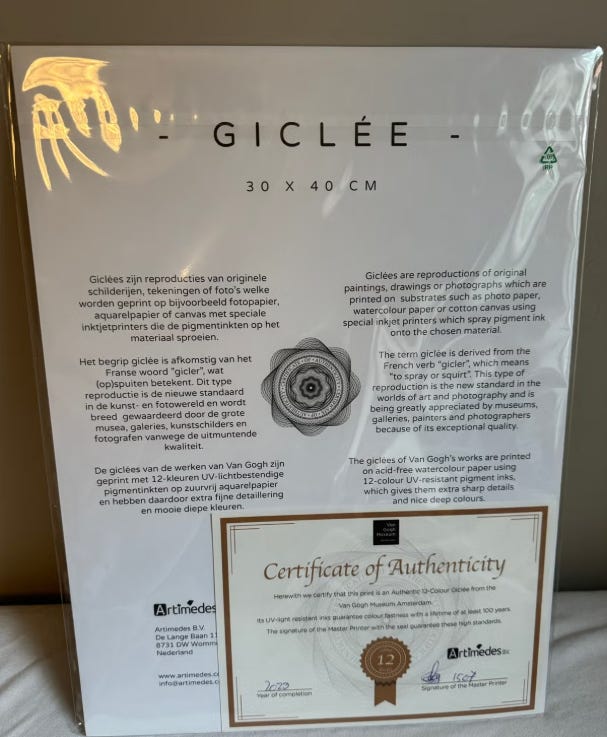 - GICLÉE -
30 X 40 CM
Giclées zijn reproducties van originele
schilderijen, tekeningen of foto's welke
worden geprint op bijvoorbeeld fotopapier,
aquarelpapier of canvas met speciale
inktjetprinters die de pigmentinkten op het
materiaal sproeien.
Het begrip giclée is afkomstig van het
Franse woord "gicler", wat
(op)spuiten betekent. Dit type
reproductie is de nieuwe standaard
in de kunst- en fotowereld en wordt
breed gewaardeerd door de grote
musea, galeries, kunstschilders en
fotografen vanwege de uitmuntende
kwaliteit.
De giclées van de werken van Van Gogh zijn
geprint met 12-kleuren UV-lichtbestendige
pigmentinkten op zuurvrij aquarelpapier
en hebben daardoor extra fijne detaillering
en mooie diepe kleuren.
Giclées are reproductions of original
paintings, drawings or photographs which are
printed on substrates such as photo paper,
watercolour paper or cotton canvas using
special inkjet printers which spray pigment ink
onto the chosen material.
The term giclée is derived from the
French verb "gicler", which means
"to spray or squirt". This type of
reproduction is the new standard in the
worlds of art and photography and is
being greatly appreciated by museums,
galleries, painters and photographers
because of its exceptional quality.
The giclées of Van Gogh's works are printed
on acid-free watercolour paper using
12-colour UV-resistant pigment inks,
which gives them extra sharp details
and nice deep colours.
Artimedes
Artimedes B.V.
De Lange Baan
8731 DW Wommi
Nederland
www.artimedes.c
info@artimedes.c
Van
Gogh
Museum
Certificate of Authenticity
Herewith we certify that this print is an Authentic 12-Colour Giclée from the
Van Gogh Museum Amsterdam.
Its UV-light resistant inks guarantee colour fastness with a lifetime of at least 100 years.
The signature of the Master Printer with the seal guarantee these high standards.
12
Artimedes B.V.
2023
Year of completion
1507
Signature of the Master Printer